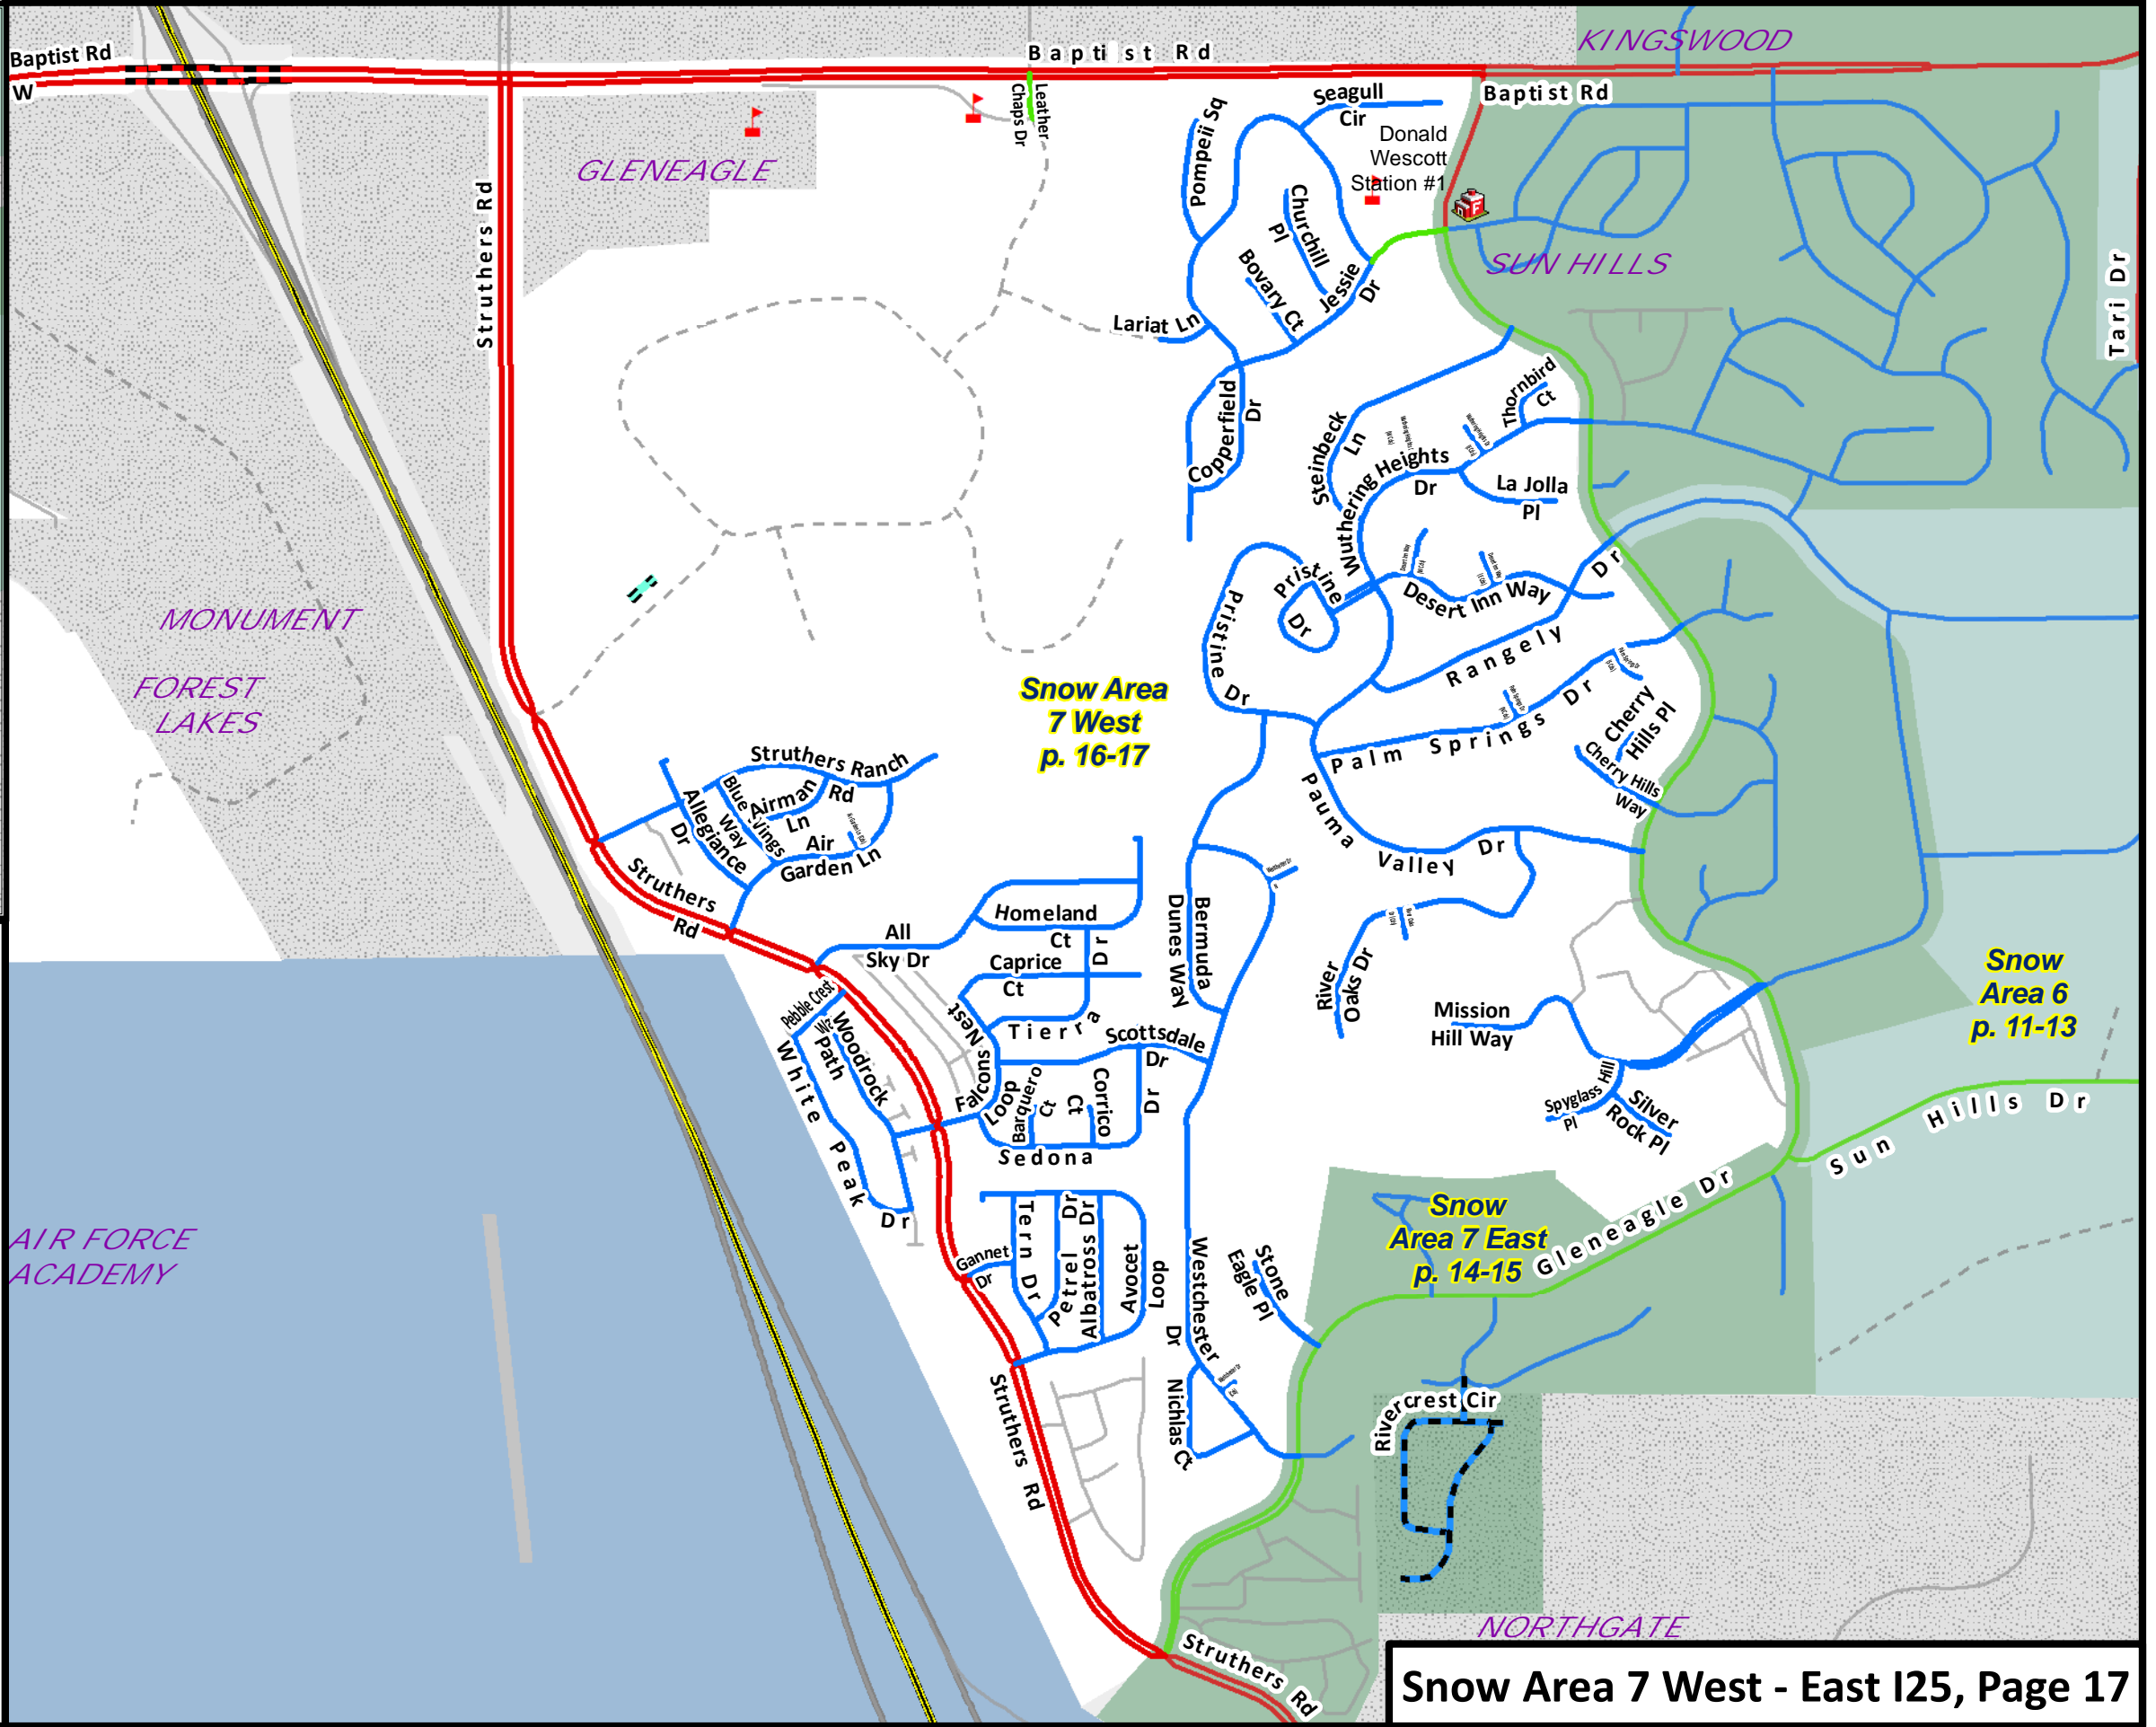 Baptist Rd
W
Baptist Rd
KINGSWOOD
Baptist Rd
Leather
Chaps Dr
Seagull
Cir
Pompeii Sq
Donald
Wescott
Station #1
GLENEAGLE
Struthers Rd
Churchill
Pl
Bovary Ct
Jessie
Dr
SUN HILLS
Tari Dr
Lariat Ln
Copperfield
Dr
Thornbird
Ct
Steinbeck
Ln
Wuthering Heights
Dr
La Jolla
Pl
Pristine
Dr
Pristine
Dr
Desert Inn Way
Rangely
Dr
MONUMENT
FOREST
LAKES
Snow Area
7 West
p. 16-17
Palm Springs Dr
Cherry
Hills Pl
Cherry Hills
Way
Pauma
Valley Dr
Struthers Ranch
Rd
Blue
Wings
Way
Airman
Ln
Allegiance
Dr
Air
Garden Ln
Struthers
Rd
All
Sky Dr
Homeland
Ct
Dr
Caprice
Ct
Tierra
Bermuda
Dunes Way
River
Oaks Dr
Mission
Hill Way
Snow
Area 6
p. 11-13
Pebble Crest
Way
Woodrock
Path
White Peak
Dr
Falcons Nest
Loop
Scottsdale
Dr
Barquero
Ct
Corrico
Ct
Dr
Sedona
Spyglass Hill
Pl
Silver
Rock Pl
Sun Hills Dr
Gleneagle Dr
Snow
Area 7 East
p. 14-15
AIR FORCE
ACADEMY
Gannet
Dr
Tern Dr
Petrel Dr
Albatross Dr
Avocet
Loop
Westchester
Dr
Stone
Eagle Pl
Nichlas Ct
Struthers Rd
Rivercrest Cir
NORTHGATE
Struthers Rd
Snow Area 7 West - East I25, Page 17